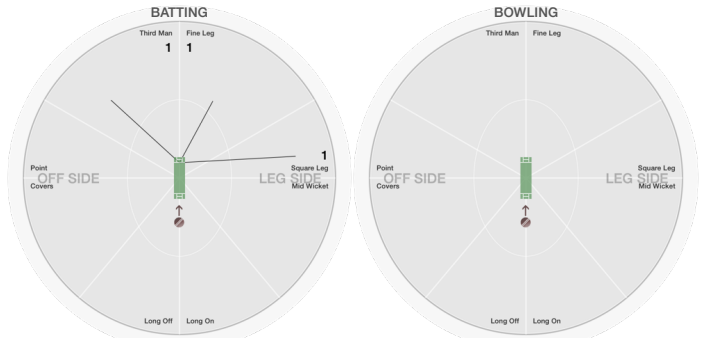 BATTING
Third Man
Fine Leg
1
1
1
Point
Square Leg
OFF SIDE
LEG SIDE
Covers
Mid Wicket
Long Off
Long On
BOWLING
Third Man
Fine Leg
Point
Square Leg
OFF SIDE
LEG SIDE
Covers
Mid Wicket
Long Off
Long On